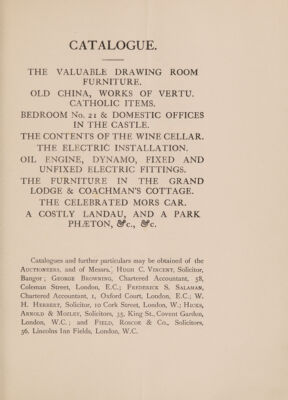 CATALOGUE.
THE VALUABLE DRAWING ROOM
FURNITURE.
OLD CHINA, WORKS OF VERTU.
CATHOLIC ITEMS.
BEDROOM No. 21 & DOMESTIC OFFICES
IN THE CASTLE.
THE CONTENTS OF THE WINE CELLAR.
THE ELECTRIC INSTALLATION.
OIL ENGINE, DYNAMO, FIXED AND
UNFIXED ELECTRIC FITTINGS.
THE FURNITURE IN THE GRAND
LODGE & COACHMAN'S COTTAGE.
THE CELEBRATED MORS CAR.
A COSTLY LANDAU, AND A PARK
PHÆTON, &c., &c.
Catalogues and further particulars may be obtained of the
AUCTIONEERS, and of Messrs. HUGH C. VINCENT, Solicitor,
Bangor; GEORGE BROWNING, Chartered Accountant, 38,
Coleman Street, London, E.C.; FREDERICK S. SALAMAN,
Chartered Accountant, 1, Oxford Court, London, E.C.; W.
H. HERBERT, Solicitor, 10 Cork Street, London, W.; HICKS,
ARNOLD & MOZLEY, Solicitors, 35, King St., Covent Garden,
London, W.C.; and FIELD, ROSCOE & Co., Solicitors,
36, Lincolns Inn Fields, London, W.C.